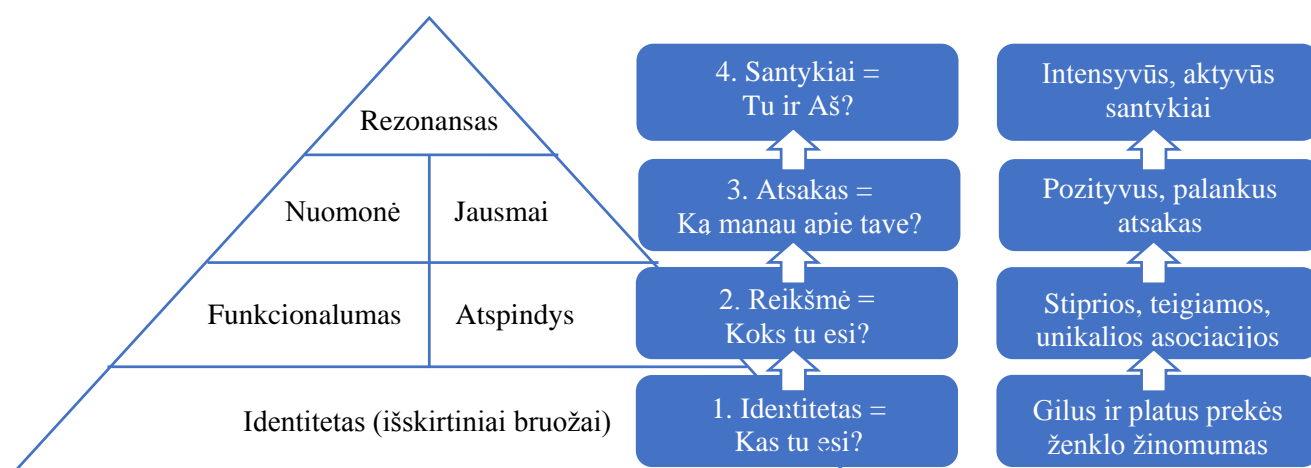 Rezonansas
Nuomonė
Jausmai
Funkcionalumas
Atspindys
Identitetas (išskirtiniai bruožai)
4. Santykiai =
Tu ir Aš?
3. Atsakas =
Ką manau apie tave?
2. Reikšmė =
Koks tu esi?
1. Identitetas =
Kas tu esi?
Intensyvūs, aktyvūs
santykiai
Pozityvus, palankus
atsakas
Stiprios, teigiamos,
unikalios asociacijos
Gilus ir platus prekės
ženklo žinomumas